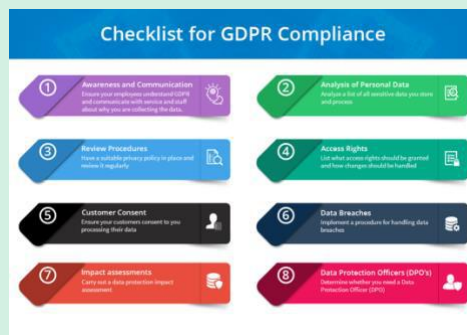 Checklist for GDPR Compliance
1
Awareness and Communication
Ensure your employees understand GDPR
and communicate with service and staff
about why you are collecting the data.
2
Analysis of Personal Data
Analyze a list of all sensitive data you store
and process
3
Review Procedures
Have a suitable privacy policy in place and
review it regularly
4
Access Rights
List what access rights should be granted
and how changes should be handled
5
Customer Consent
Ensure your customers consent to you
processing their data
6
Data Breaches
Implement a procedure for handling data
breaches
7
Impact assessments
Carry out a data protection impact
assessment
8
Data Protection Officers (DPO's)
Determine whether you need a Data
Protection Officer (DPO)